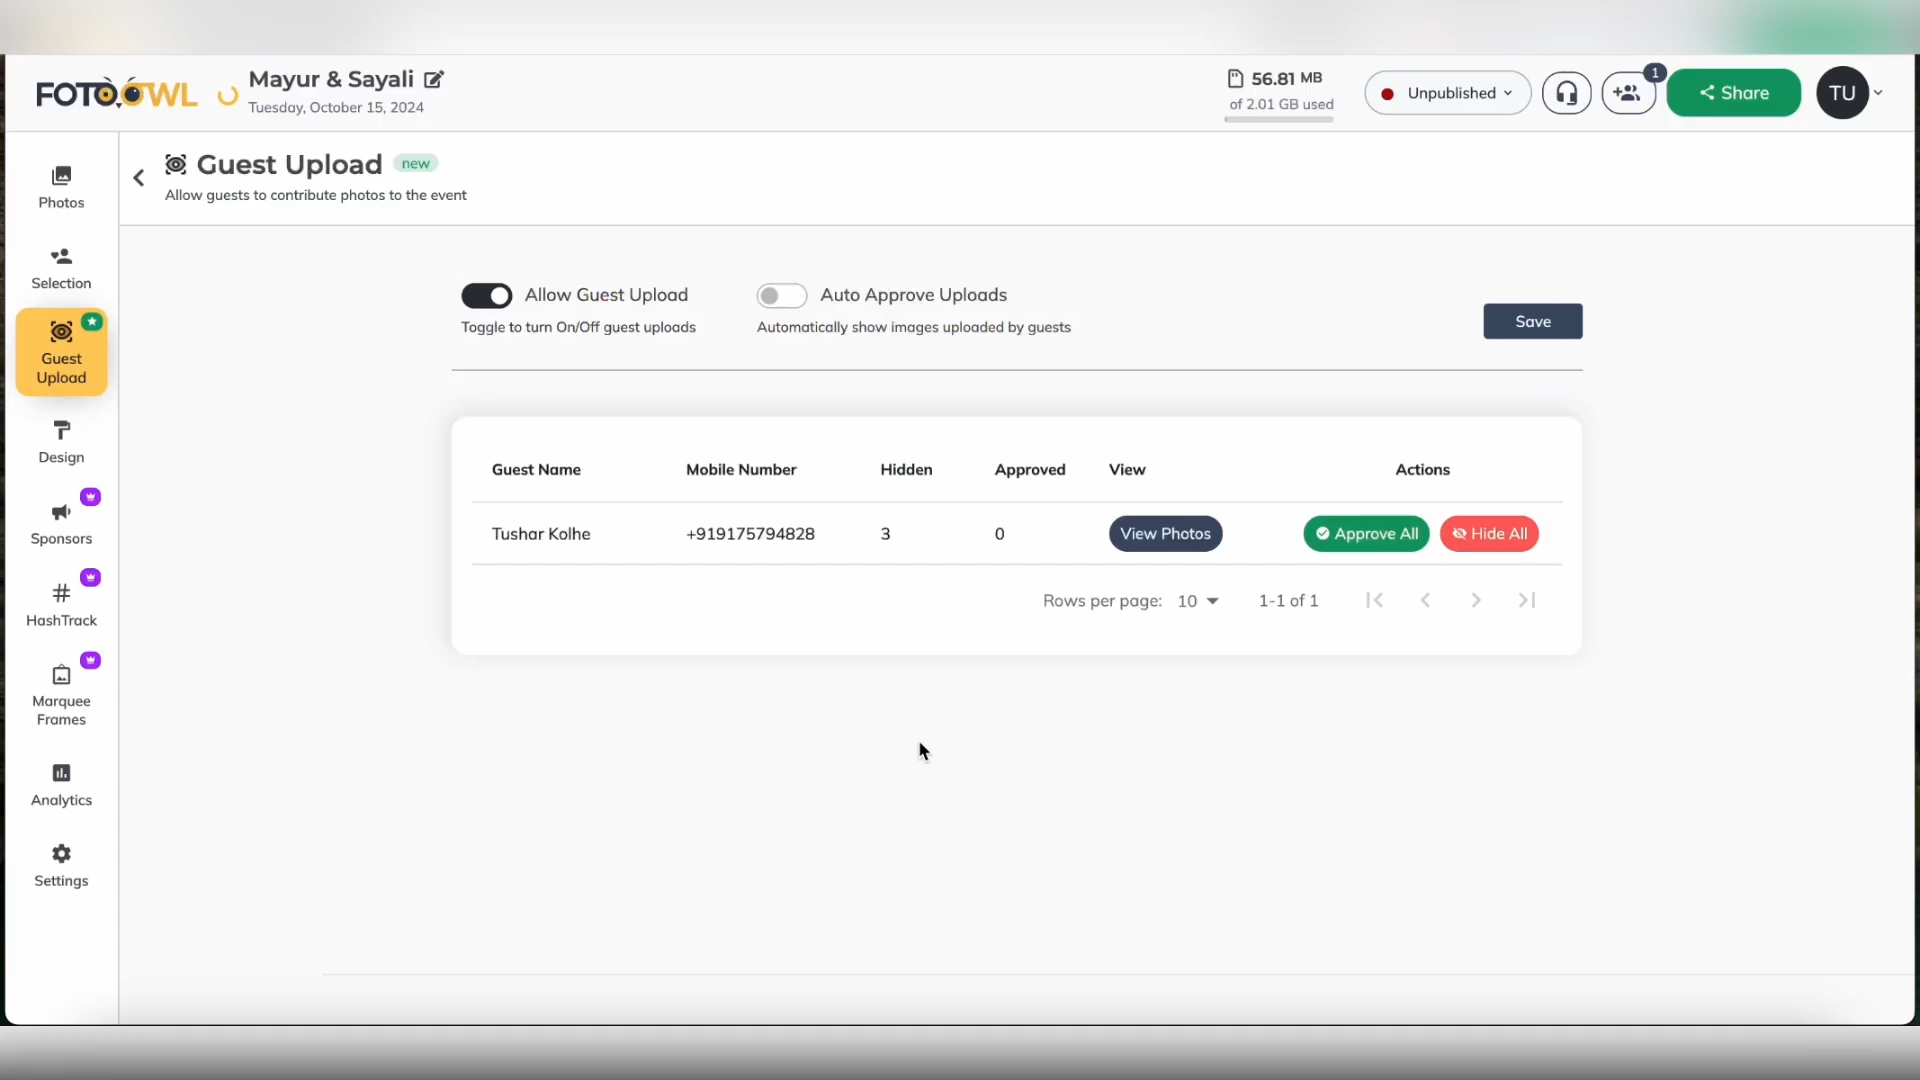 FOTOOWL
Mayur & Sayali
Tuesday, October 15, 2024
56.81 MB
of 2.01 GB used
Unpublished
1
Share
TU
Photos
Selection
Guest
Upload
Design
Sponsors
HashTrack
Marquee
Frames
Analytics
Settings
Guest Upload new
Allow guests to contribute photos to the event
Allow Guest Upload
Toggle to turn On/Off guest uploads
Auto Approve Uploads
Automatically show images uploaded by guests
Save
Guest Name Mobile Number Hidden Approved View Actions
Tushar Kolhe +919175794828 3 0 View Photos Approve All Hide All
Rows per page: 10 1-1 of 1